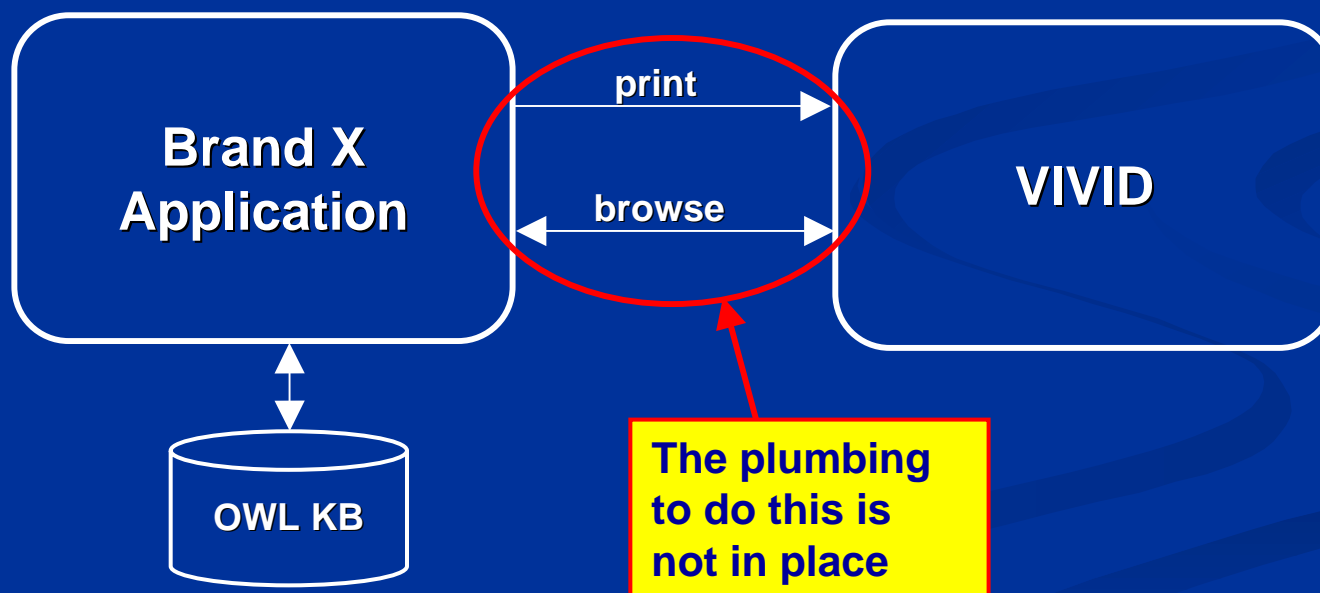 print
Brand X
Application
VIVID
browse
The plumbing
to do this is
not in place
OWL KB